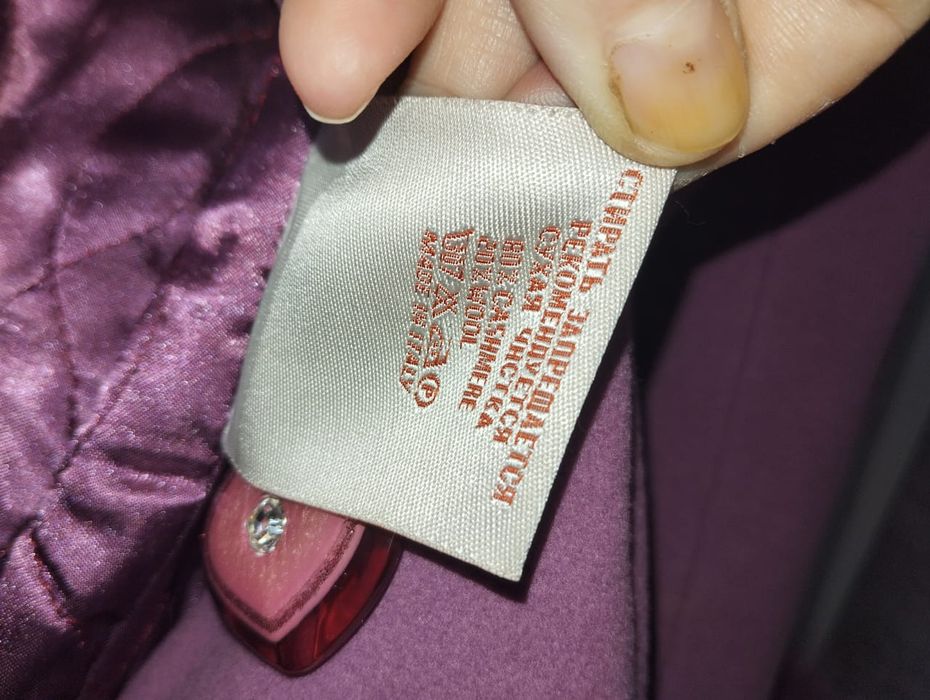 СТИРАТЬ ЗАПРЕЩАЕТСЯ
РЕКОМЕНДУЕТСЯ
СУХАЯ ЧИСТКА
80% CASHMERE
20% WOOL
MADE IN ITALY